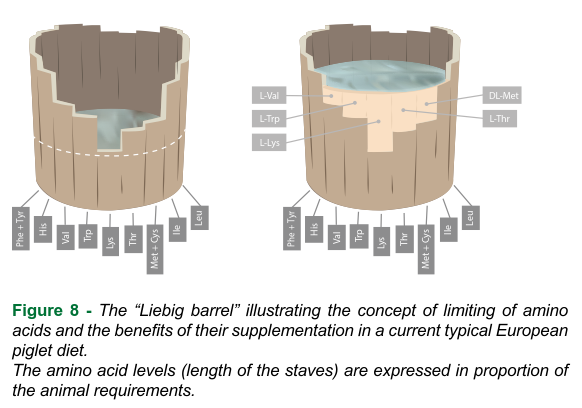 L-Val
L-Trp
L-Lys
DL-Met
L-Thr
Phe + Tyr
His
Val
Trp
Lys
Thr
Met + Cys
Ile
Leu
Phe + Tyr
His
Val
Trp
Lys
Thr
Met + Cys
Ile
Leu
Figure 8 - The “Liebig barrel” illustrating the concept of limiting of amino
acids and the benefits of their supplementation in a current typical European
piglet diet.
The amino acid levels (length of the staves) are expressed in proportion of
the animal requirements.